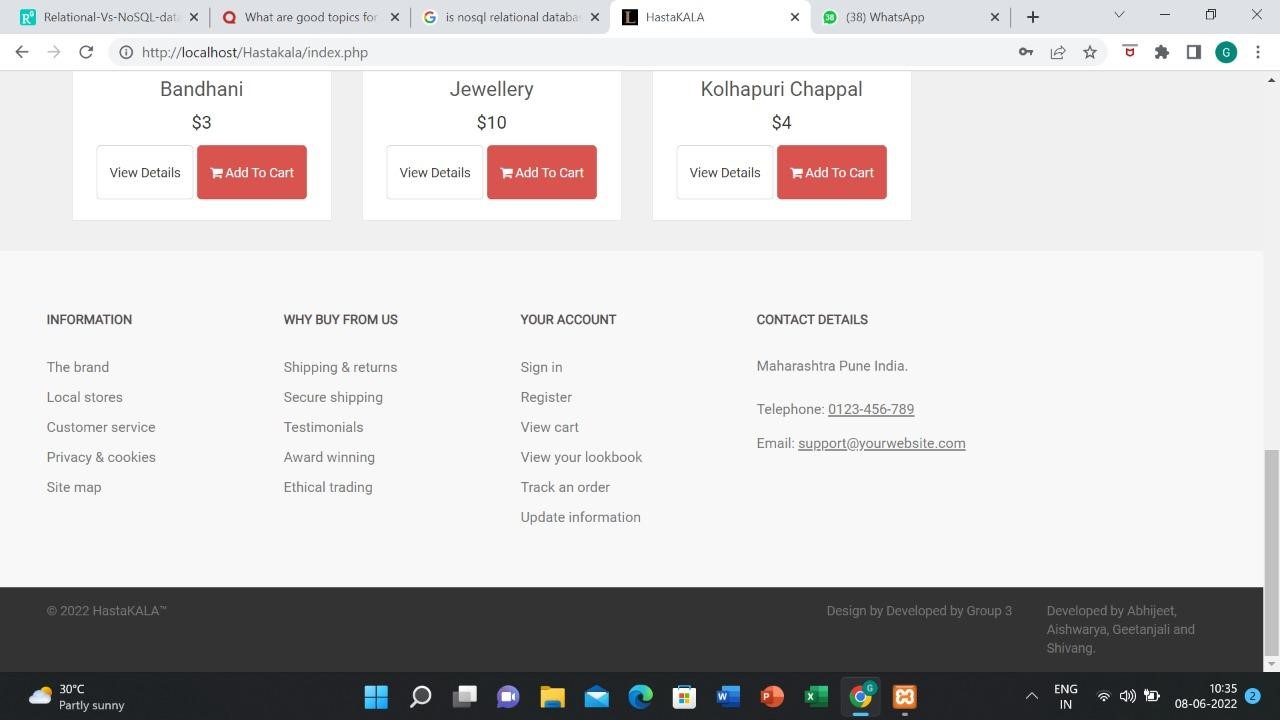 Relational-Vs-NoSQL-dat
What are good topics
is nosql relational databa
HastaKALA
(38) WhatsApp
http://localhost/Hastakala/index.php
G
Bandhani
Jewellery
Kolhapuri Chappal
$3
$10
$4
View Details
Add To Cart
View Details
Add To Cart
View Details
Add To Cart
INFORMATION
The brand
Local stores
Customer service
Privacy & cookies
Site map
WHY BUY FROM US
Shipping & returns
Secure shipping
Testimonials
Award winning
Ethical trading
YOUR ACCOUNT
Sign in
Register
View cart
View your lookbook
Track an order
Update information
CONTACT DETAILS
Maharashtra Pune India.
Telephone: 0123-456-789
Email: support@yourwebsite.com
© 2022 HastaKALA™
Design by Developed by Group 3
Developed by Abhijeet,
Aishwarya, Geetanjali and
Shivang.
30°C
Partly sunny
ENG
IN
10:35
08-06-2022
2